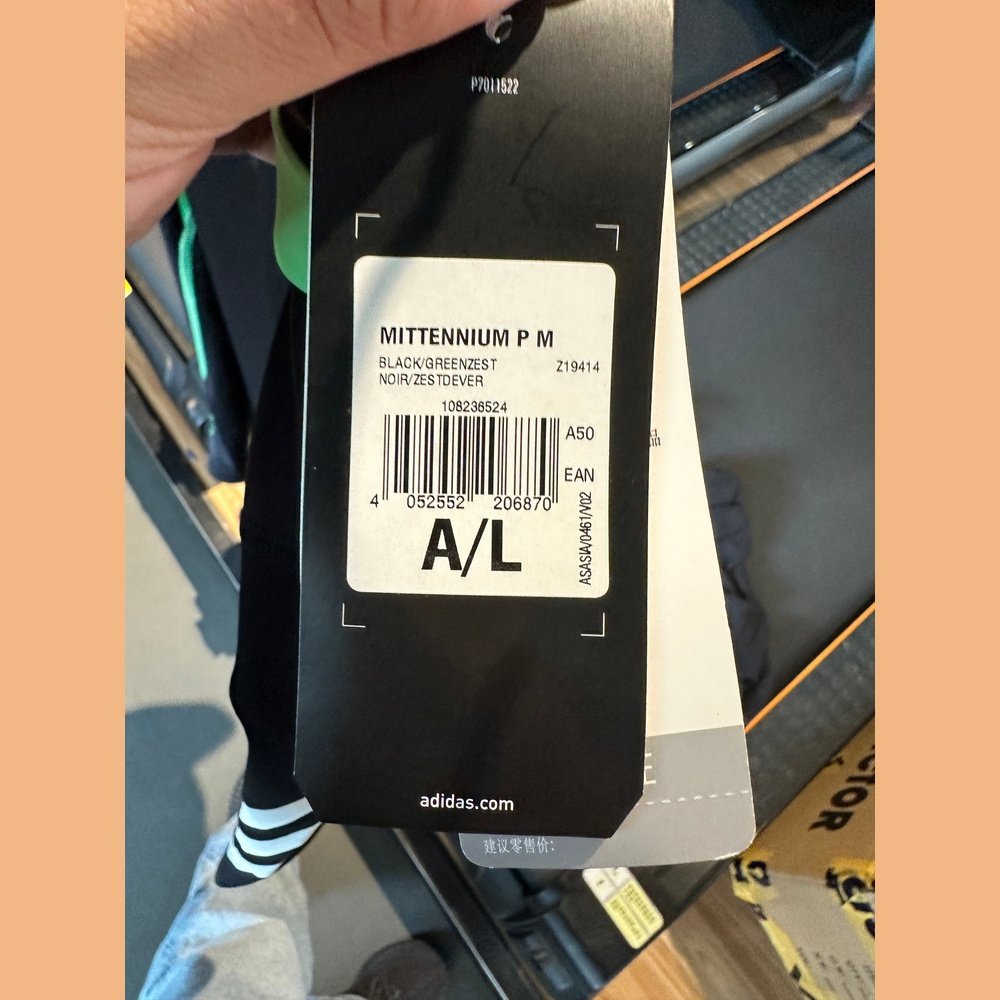 P7011522
MITTENNIUM P M
BLACK/GREENZEST Z19414
NOIR/ZESTDEVER
108236524
A50
EAN
4 052552 206870
A/L
ASASIA/0461/V02
adidas.com
建议零售价:
CTOR